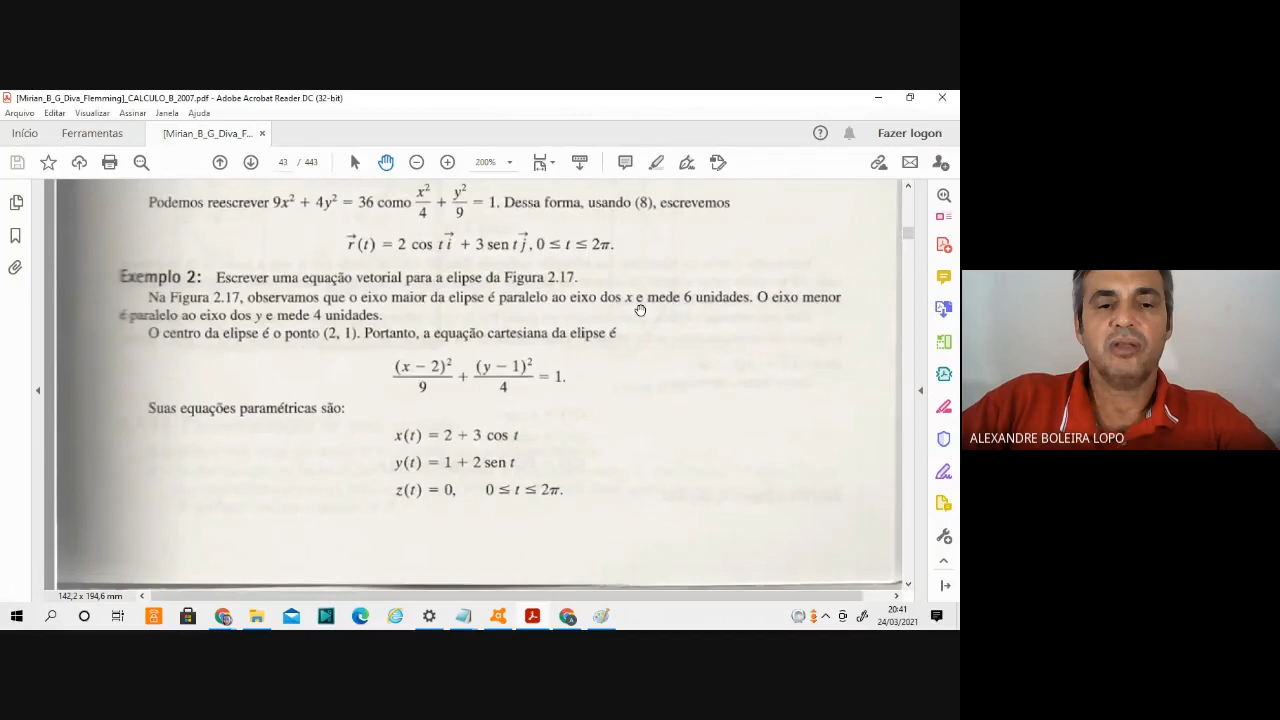 [Mirian_B_G_Diva_Flemming]_CALCULO_B_2007.pdf - Adobe Acrobat Reader DC (32-bit)
Arquivo Editar Visualizar Assinar Janela Ajuda
Início Ferramentas [Mirian_B_G_Diva_F... × Fazer logon
43 / 443 200%
Podemos reescrever 9x² + 4y² = 36 como x²/4 + y²/9 = 1. Dessa forma, usando (8), escrevemos
r⃗(t) = 2 cos t i⃗ + 3 sen t j⃗, 0 ≤ t ≤ 2π.
Exemplo 2: Escrever uma equação vetorial para a elipse da Figura 2.17.
Na Figura 2.17, observamos que o eixo maior da elipse é paralelo ao eixo dos x e mede 6 unidades. O eixo menor
é paralelo ao eixo dos y e mede 4 unidades.
O centro da elipse é o ponto (2, 1). Portanto, a equação cartesiana da elipse é
(x − 2)²/9 + (y − 1)²/4 = 1.
Suas equações paramétricas são:
x(t) = 2 + 3 cos t
y(t) = 1 + 2 sen t
z(t) = 0, 0 ≤ t ≤ 2π.
ALEXANDRE BOLEIRA LOPO
142,2 x 194,6 mm
20:41
24/03/2021